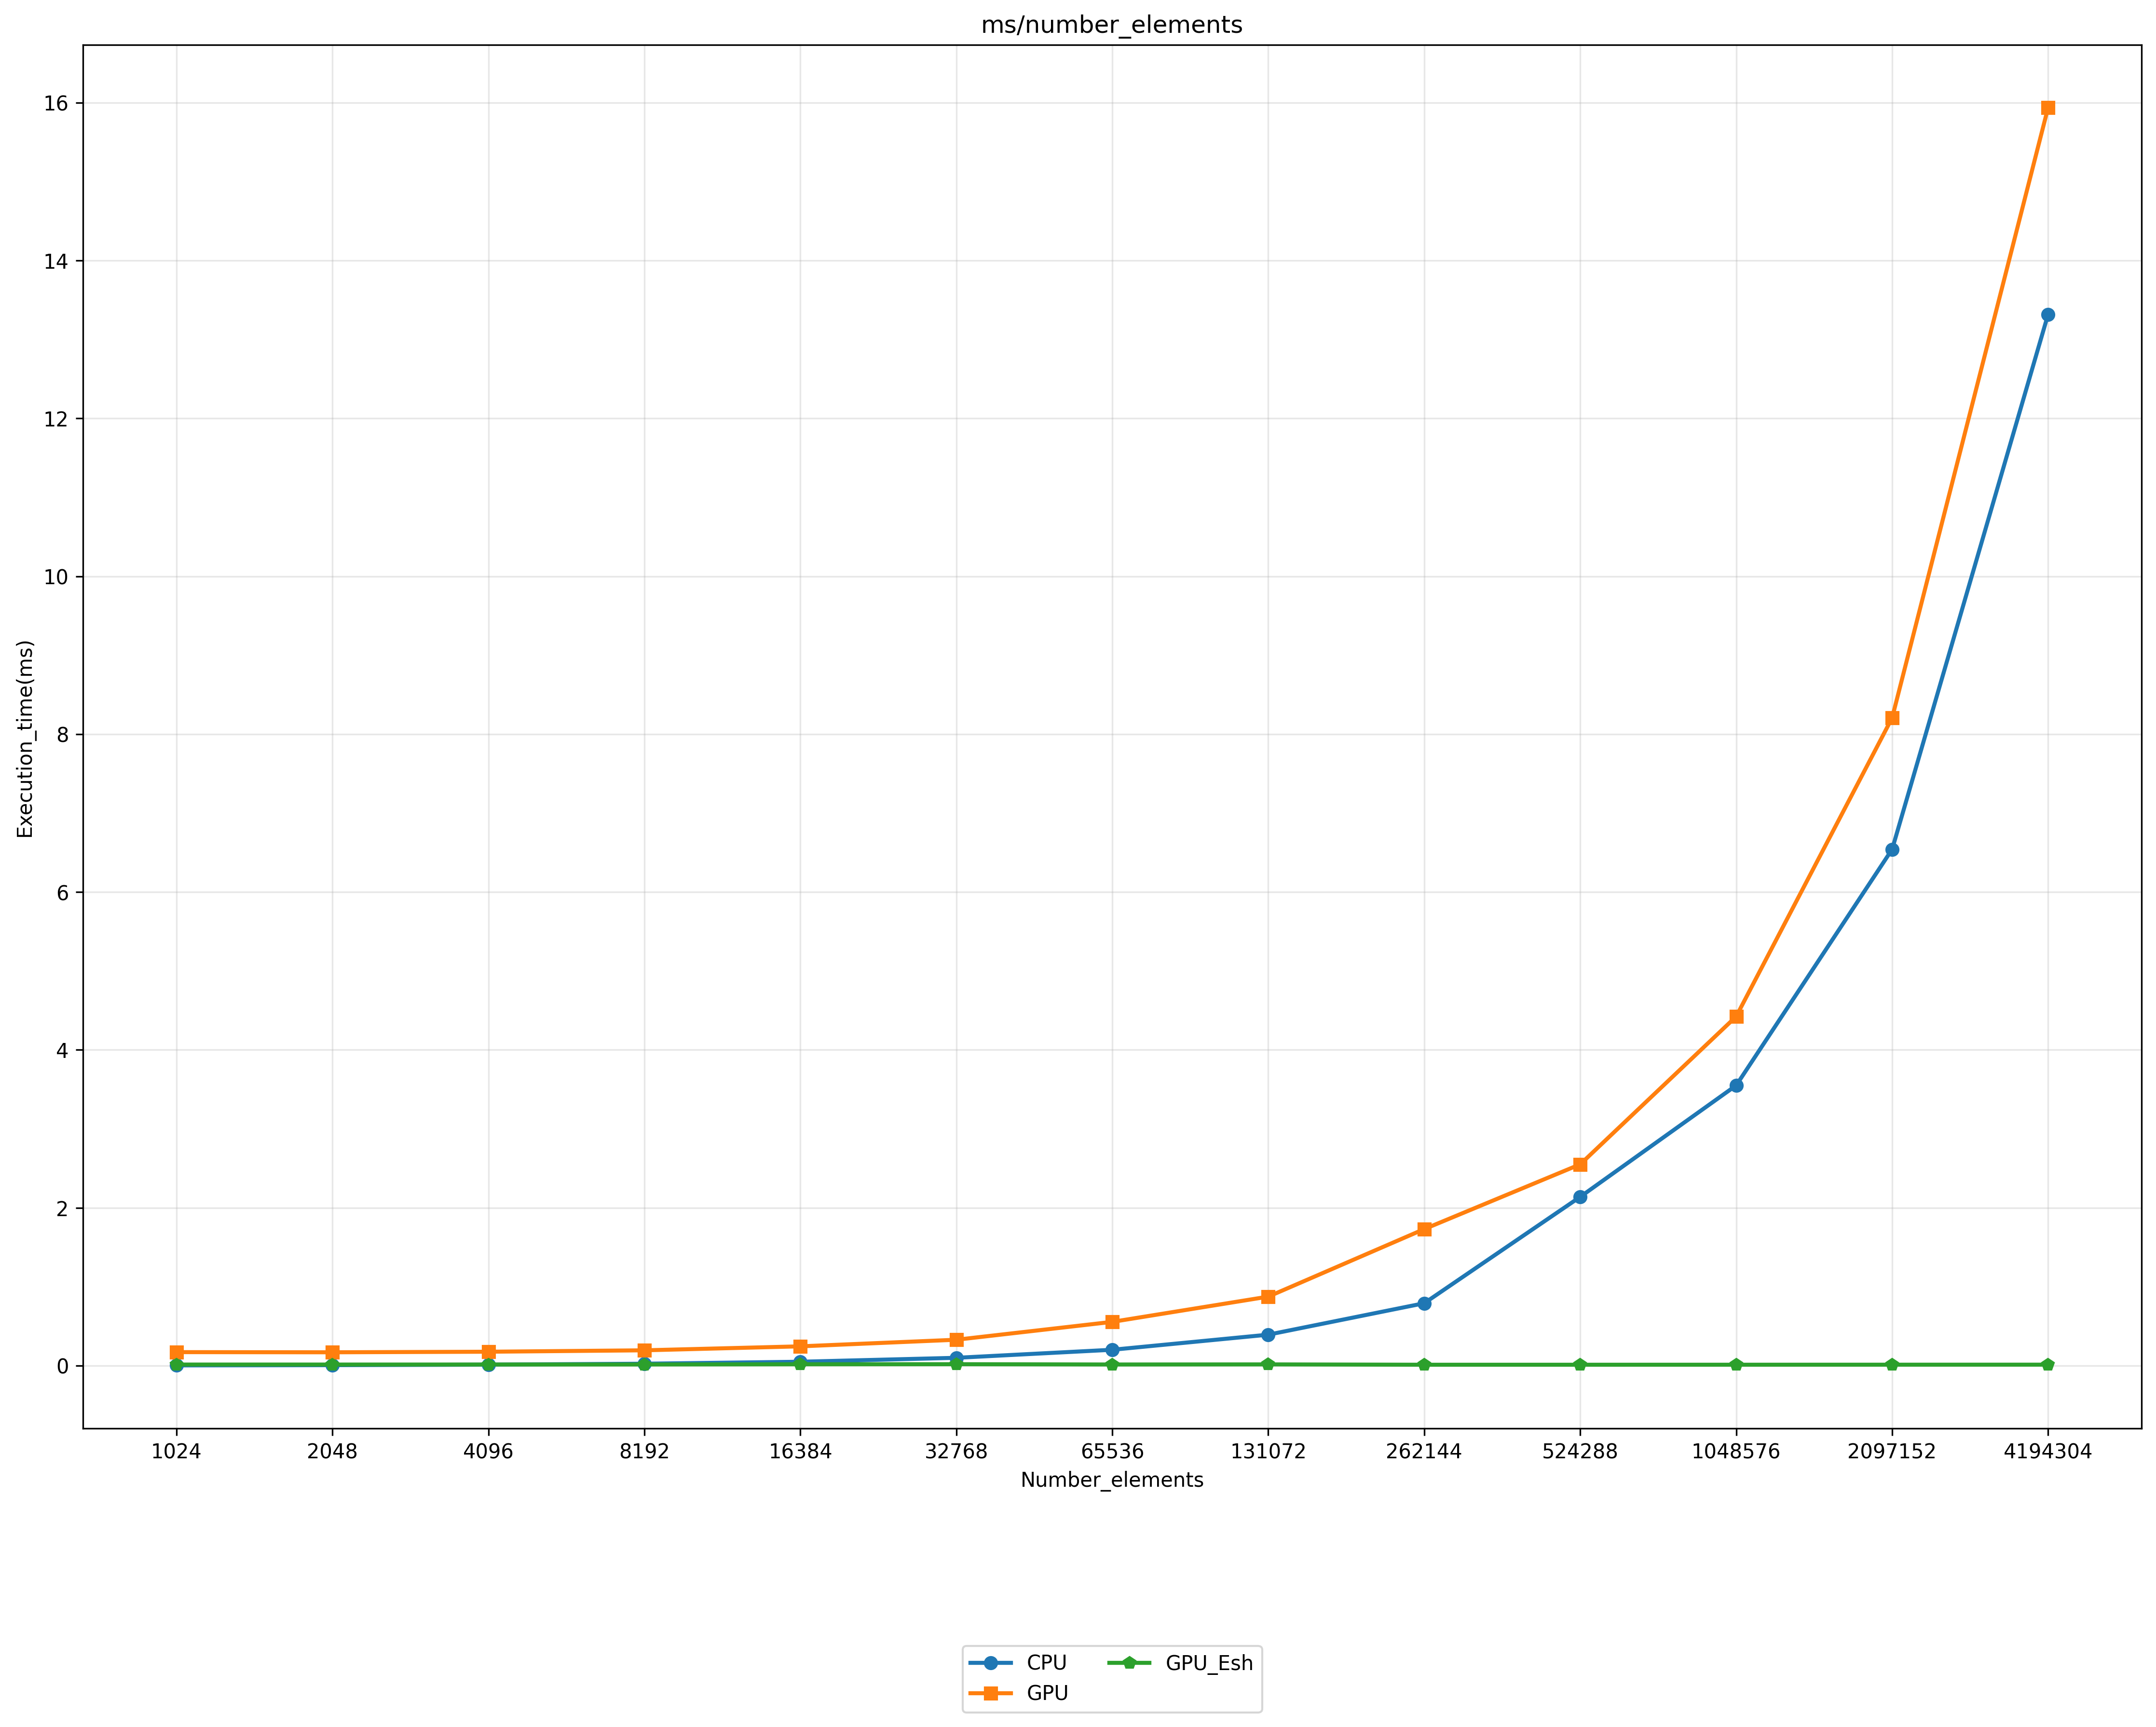 ms/number_elements
16
14
12
10
8
6
4
2
0
Execution_time(ms)
1024 2048 4096 8192 16384 32768 65536 131072 262144 524288 1048576 2097152 4194304
Number_elements
CPU
GPU
GPU_Esh